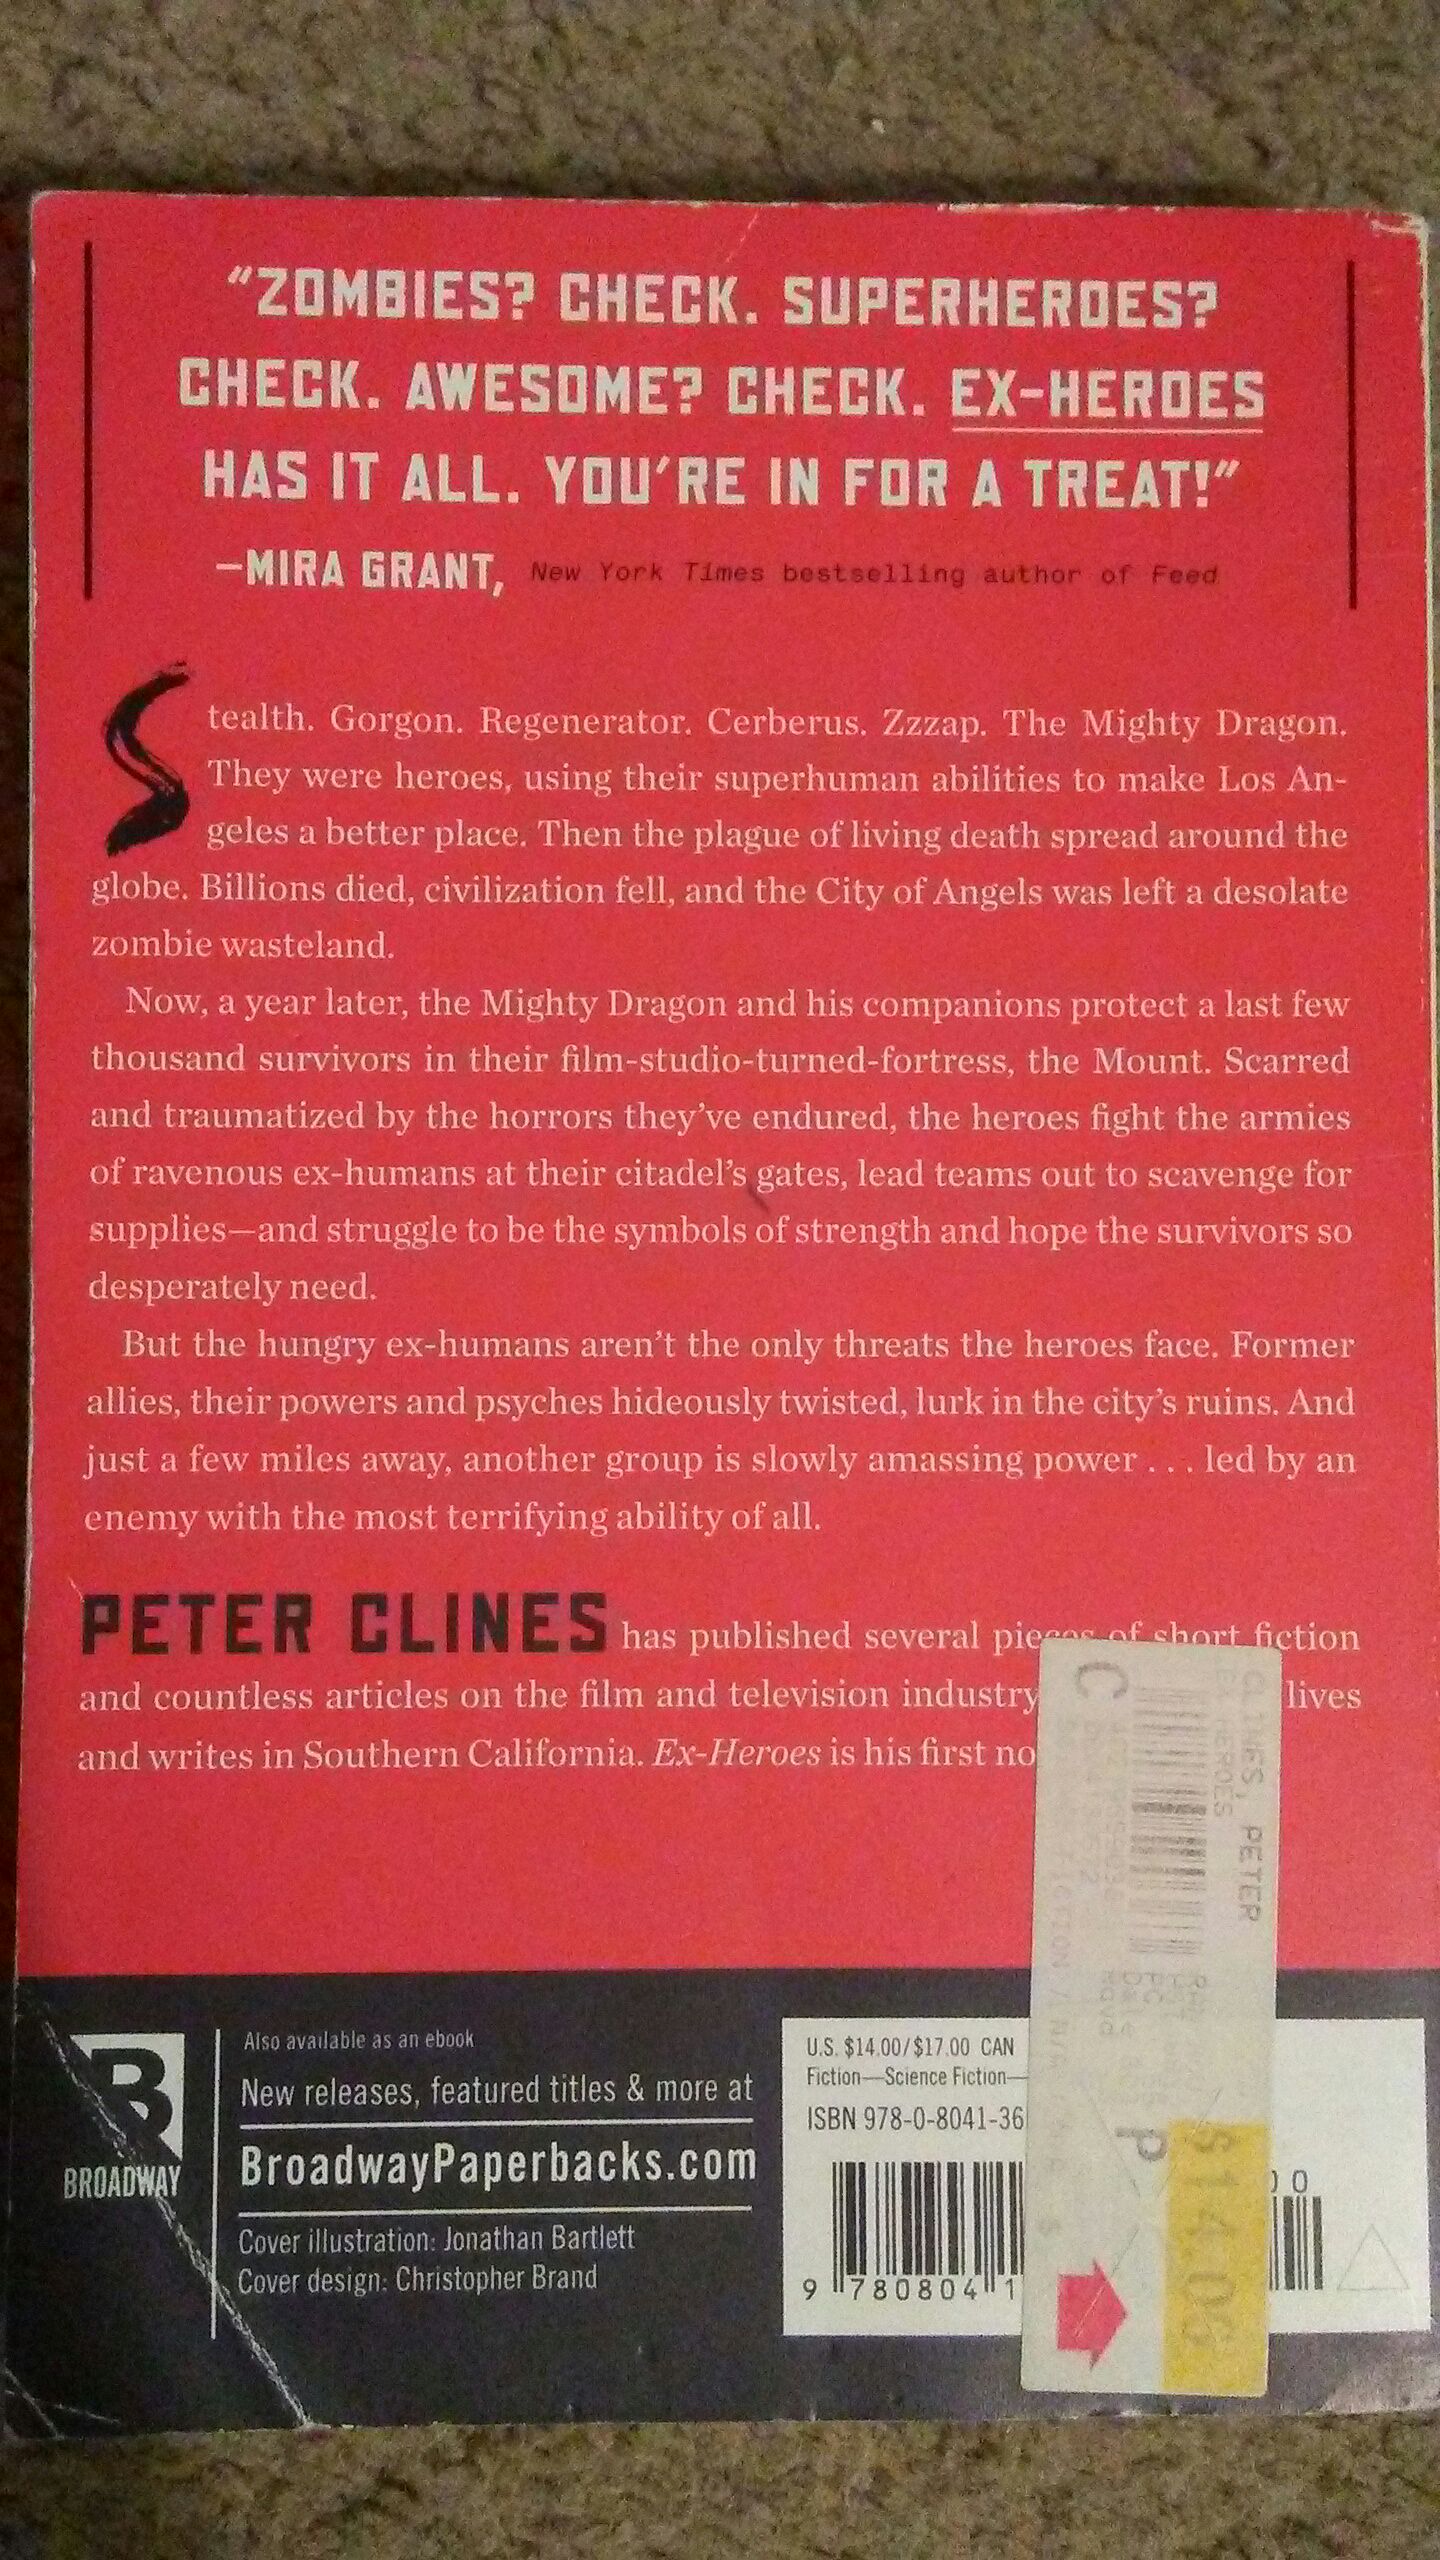 “ZOMBIES? CHECK. SUPERHEROES?
CHECK. AWESOME? CHECK. EX-HEROES
HAS IT ALL. YOU’RE IN FOR A TREAT!”
—MIRA GRANT, New York Times bestselling author of Feed
Stealth. Gorgon. Regenerator. Cerberus. Zzzap. The Mighty Dragon.
They were heroes, using their superhuman abilities to make Los An-
geles a better place. Then the plague of living death spread around the
globe. Billions died, civilization fell, and the City of Angels was left a desolate
zombie wasteland.
Now, a year later, the Mighty Dragon and his companions protect a last few
thousand survivors in their film-studio-turned-fortress, the Mount. Scarred
and traumatized by the horrors they’ve endured, the heroes fight the armies
of ravenous ex-humans at their citadel’s gates, lead teams out to scavenge for
supplies—and struggle to be the symbols of strength and hope the survivors so
desperately need.
But the hungry ex-humans aren’t the only threats the heroes face. Former
allies, their powers and psyches hideously twisted, lurk in the city’s ruins. And
just a few miles away, another group is slowly amassing power . . . led by an
enemy with the most terrifying ability of all.
PETER CLINES has published several pieces of short fiction
and countless articles on the film and television industry lives
and writes in Southern California. Ex-Heroes is his first no
CLINES, PETER
EX HEROES
C
P
$14.00
B
BROADWAY
Also available as an ebook
New releases, featured titles & more at
BroadwayPaperbacks.com
Cover illustration: Jonathan Bartlett
Cover design: Christopher Brand
U.S. $14.00/$17.00 CAN
Fiction—Science Fiction—
ISBN 978-0-8041-36
9 780804 1
00